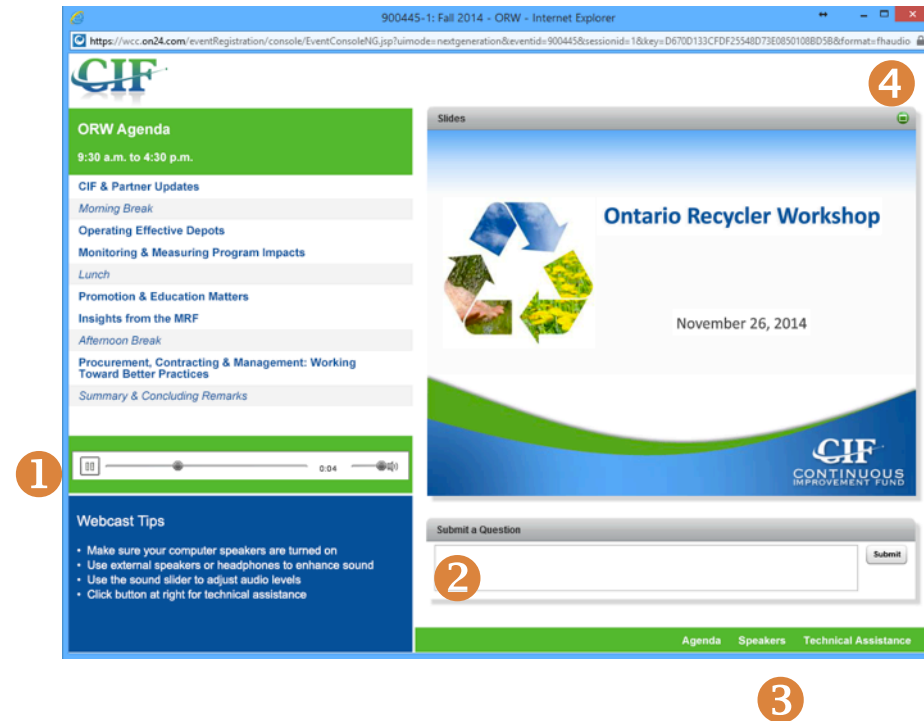 900445-1: Fall 2014 - ORW - Internet Explorer
https://wcc.on24.com/eventRegistration/console/EventConsoleNG.jsp?uimode=nextgeneration&eventid=900445&sessionid=1&key=D670D133CFDF25548D73E0850108BD5B&format=fhaudio
CIF
4
ORW Agenda
9:30 a.m. to 4:30 p.m.
CIF & Partner Updates
Morning Break
Operating Effective Depots
Monitoring & Measuring Program Impacts
Lunch
Promotion & Education Matters
Insights from the MRF
Afternoon Break
Procurement, Contracting & Management: Working
Toward Better Practices
Summary & Concluding Remarks
1
0:04
Webcast Tips
• Make sure your computer speakers are turned on
• Use external speakers or headphones to enhance sound
• Use the sound slider to adjust audio levels
• Click button at right for technical assistance
Slides
Ontario Recycler Workshop
November 26, 2014
CIF
CONTINUOUS
IMPROVEMENT FUND
Submit a Question
2
Submit
Agenda Speakers Technical Assistance
3